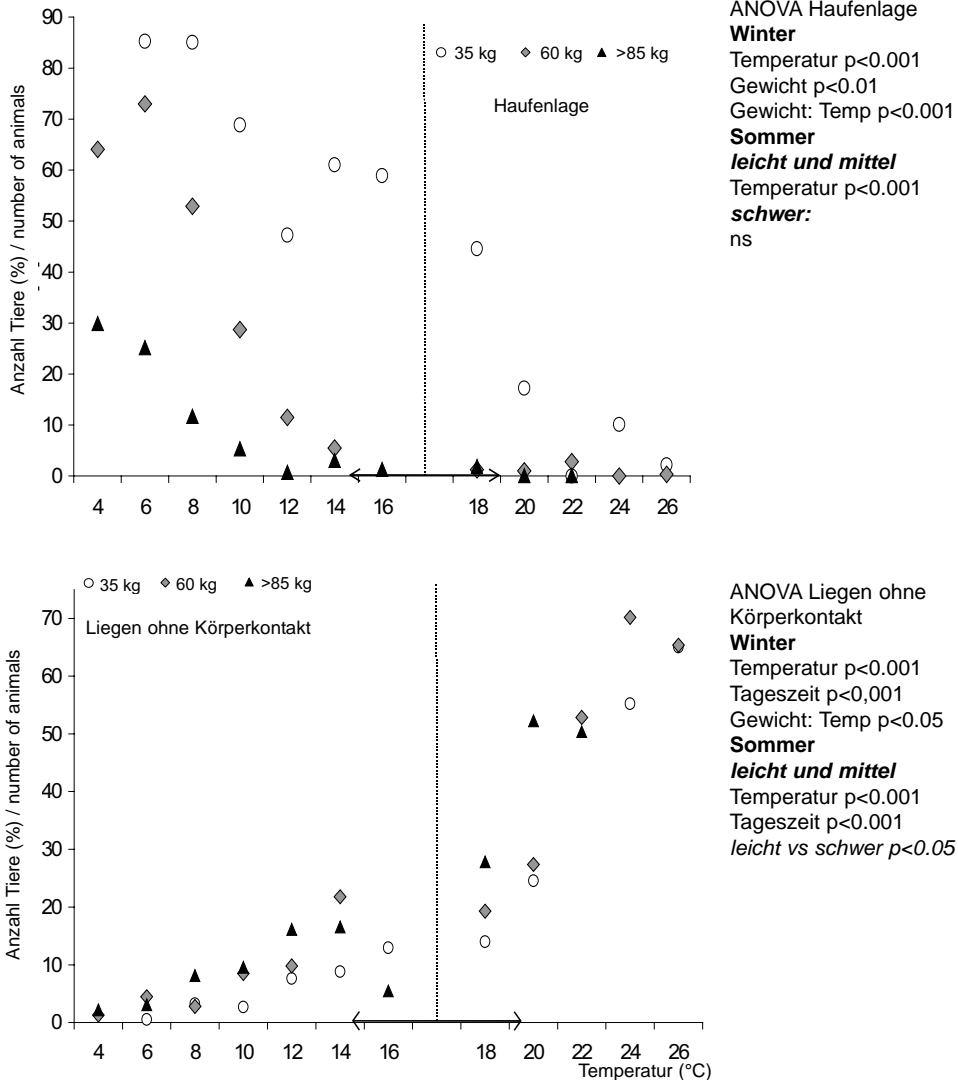 90
80
70
60
50
40
30
20
10
0
Anzahl Tiere (%) / number of animals
35 kg 60 kg >85 kg
Haufenlage
4 6 8 10 12 14 16 18 20 22 24 26
ANOVA Haufenlage
Winter
Temperatur p<0.001
Gewicht p<0.01
Gewicht: Temp p<0.001
Sommer
leicht und mittel
Temperatur p<0.001
schwer:
ns
35 kg 60 kg >85 kg
Liegen ohne Körperkontakt
70
60
50
40
30
20
10
0
Anzahl Tiere (%) / number of animals
4 6 8 10 12 14 16 18 20 22 24 26
Temperatur (°C)
ANOVA Liegen ohne
Körperkontakt
Winter
Temperatur p<0.001
Tageszeit p<0,001
Gewicht: Temp p<0.05
Sommer
leicht und mittel
Temperatur p<0.001
Tageszeit p<0.001
leicht vs schwer p<0.05